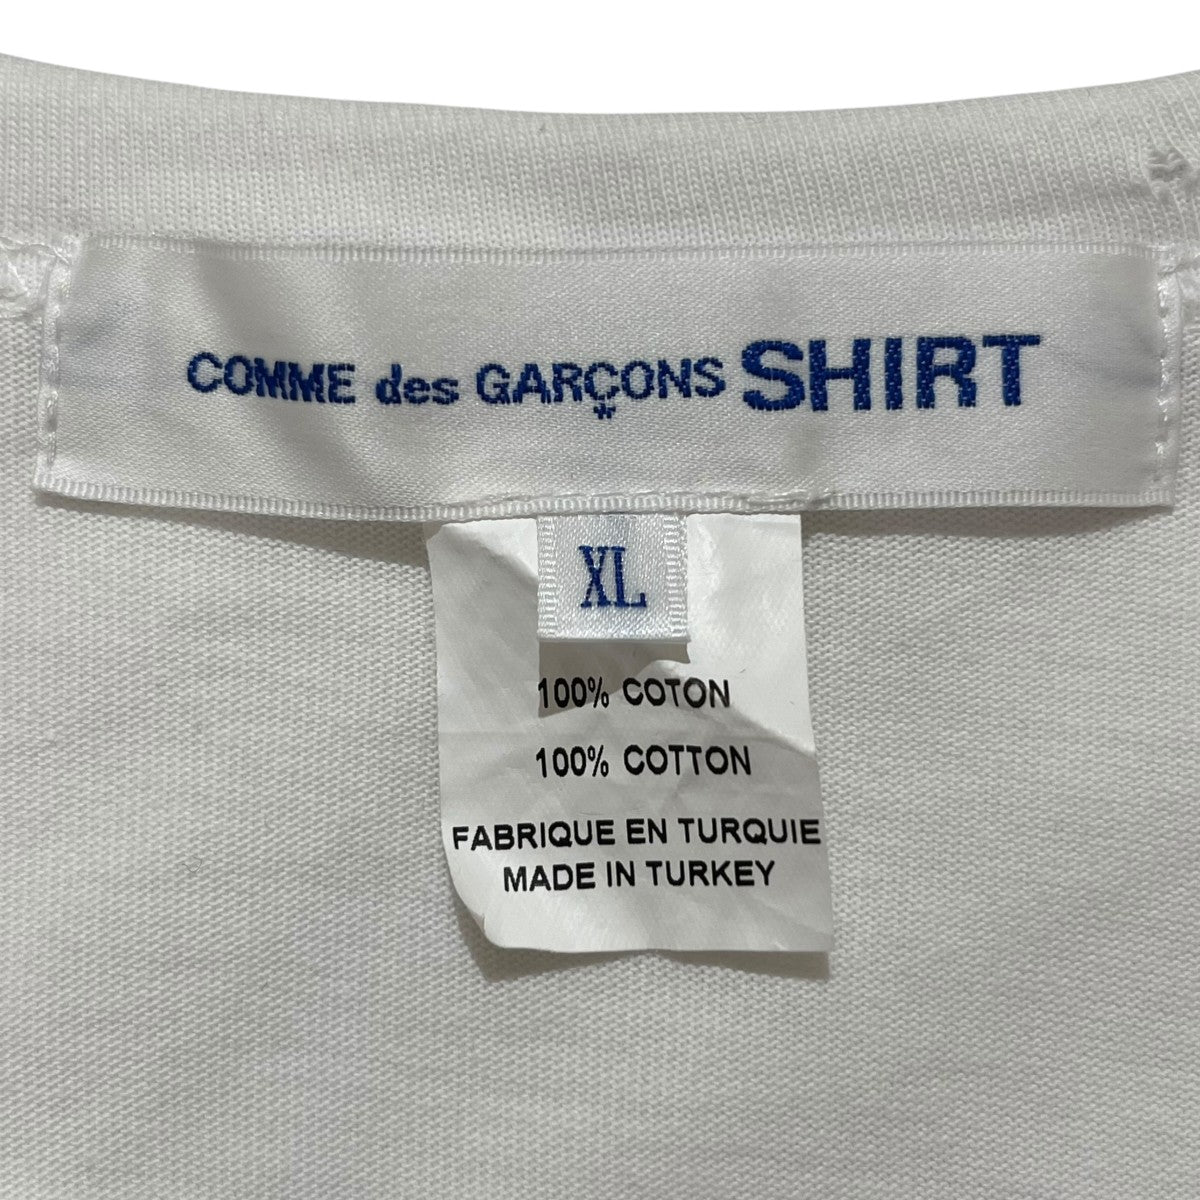 COMME des GARÇONS SHIRT
XL
100% COTON
100% COTTON
FABRIQUE EN TURQUIE
MADE IN TURKEY